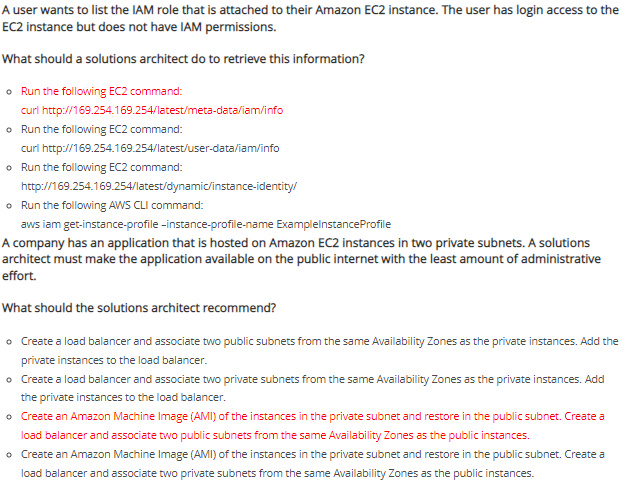 A user wants to list the IAM role that is attached to their Amazon EC2 instance. The user has login access to the
EC2 instance but does not have IAM permissions.
What should a solutions architect do to retrieve this information?
Run the following EC2 command:
curl http://169.254.169.254/latest/meta-data/iam/info
Run the following EC2 command:
curl http://169.254.169.254/latest/user-data/iam/info
Run the following EC2 command:
http://169.254.169.254/latest/dynamic/instance-identity/
Run the following AWS CLI command:
aws iam get-instance-profile –instance-profile-name ExampleInstanceProfile
A company has an application that is hosted on Amazon EC2 instances in two private subnets. A solutions
architect must make the application available on the public internet with the least amount of administrative
effort.
What should the solutions architect recommend?
Create a load balancer and associate two public subnets from the same Availability Zones as the private instances. Add the
private instances to the load balancer.
Create a load balancer and associate two private subnets from the same Availability Zones as the private instances. Add
the private instances to the load balancer.
Create an Amazon Machine Image (AMI) of the instances in the private subnet and restore in the public subnet. Create a
load balancer and associate two public subnets from the same Availability Zones as the public instances.
Create an Amazon Machine Image (AMI) of the instances in the private subnet and restore in the public subnet. Create a
load balancer and associate two private subnets from the same Availability Zones as the public instances.